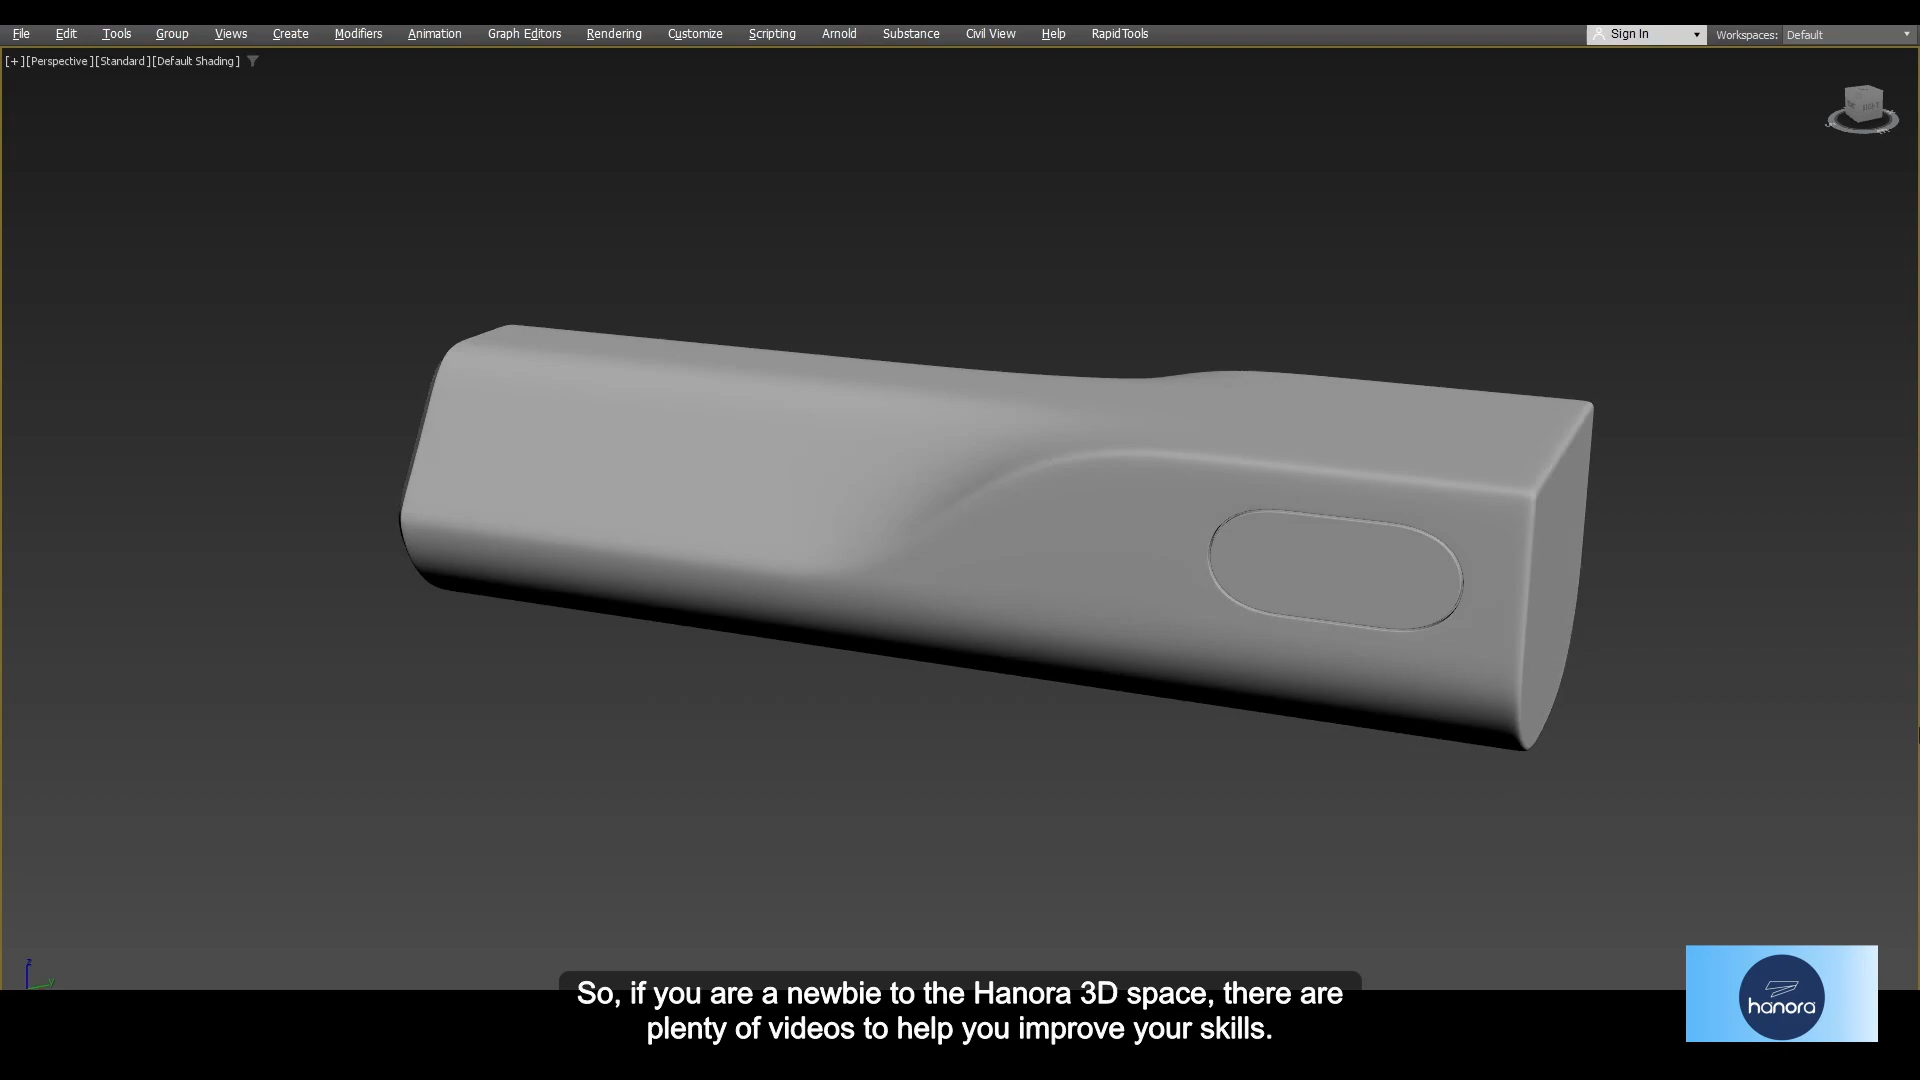 File Edit Tools Group Views Create Modifiers Animation Graph Editors Rendering Customize Scripting Arnold Substance Civil View Help RapidTools Sign In Workspaces: Default
[+][Perspective][Standard][Default Shading]
z
y
So, if you are a newbie to the Hanora 3D space, there are
plenty of videos to help you improve your skills.
hanora